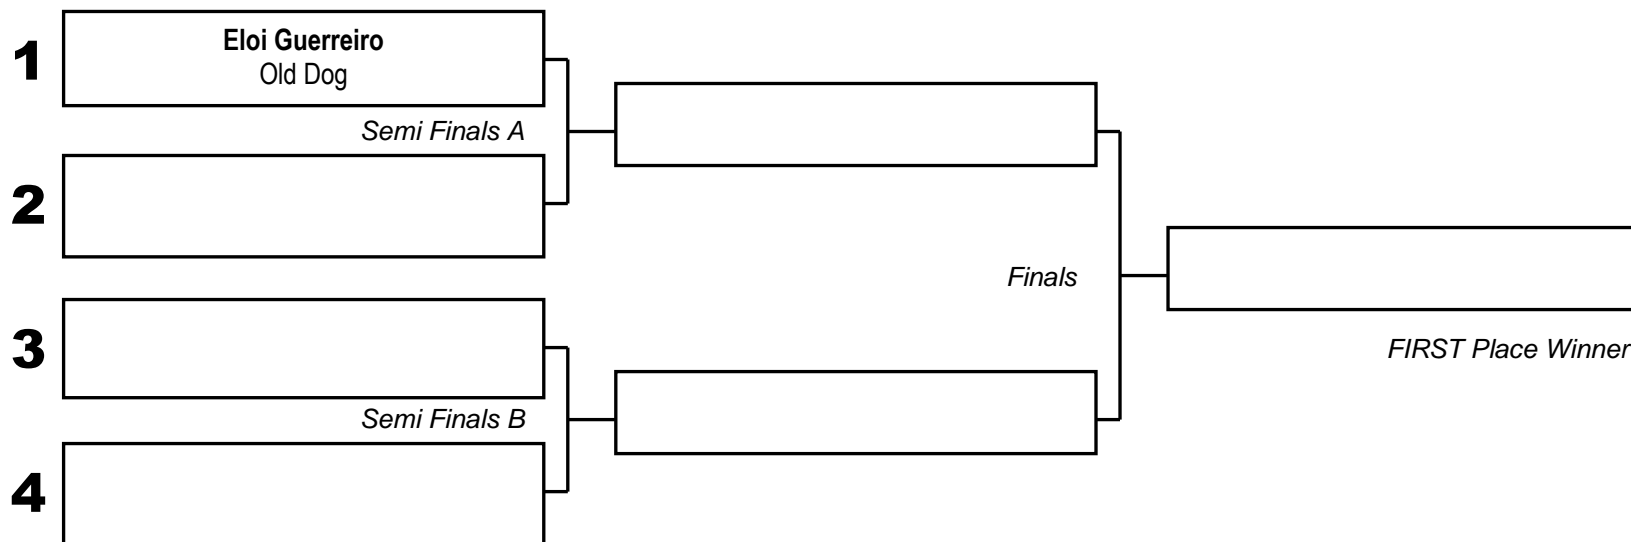 1
Eloi Guerreiro
Old Dog
Semi Finals A
2
Finals
3
FIRST Place Winner
Semi Finals B
4